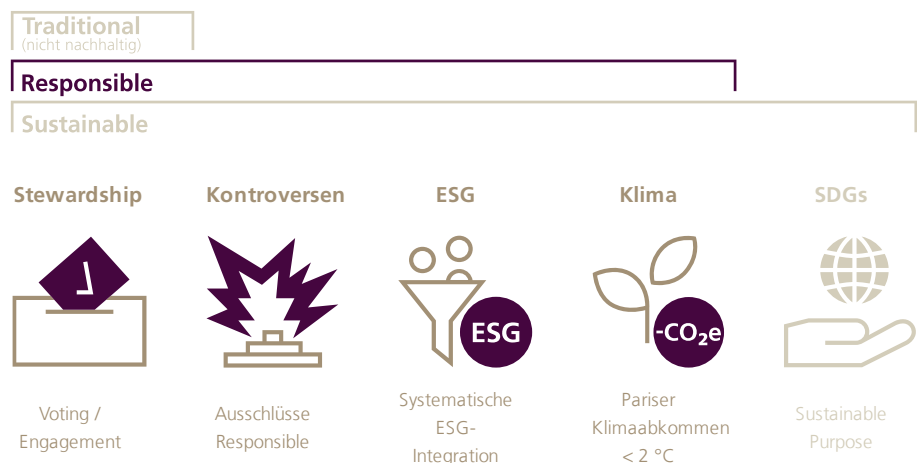 Traditional
(nicht nachhaltig)
Responsible
Sustainable
Stewardship
Kontroversen
ESG
Klima
SDGs
ESG
-CO₂e
Voting /
Engagement
Ausschlüsse
Responsible
Systematische
ESG-
Integration
Pariser
Klimaabkommen
< 2 °C
Sustainable
Purpose